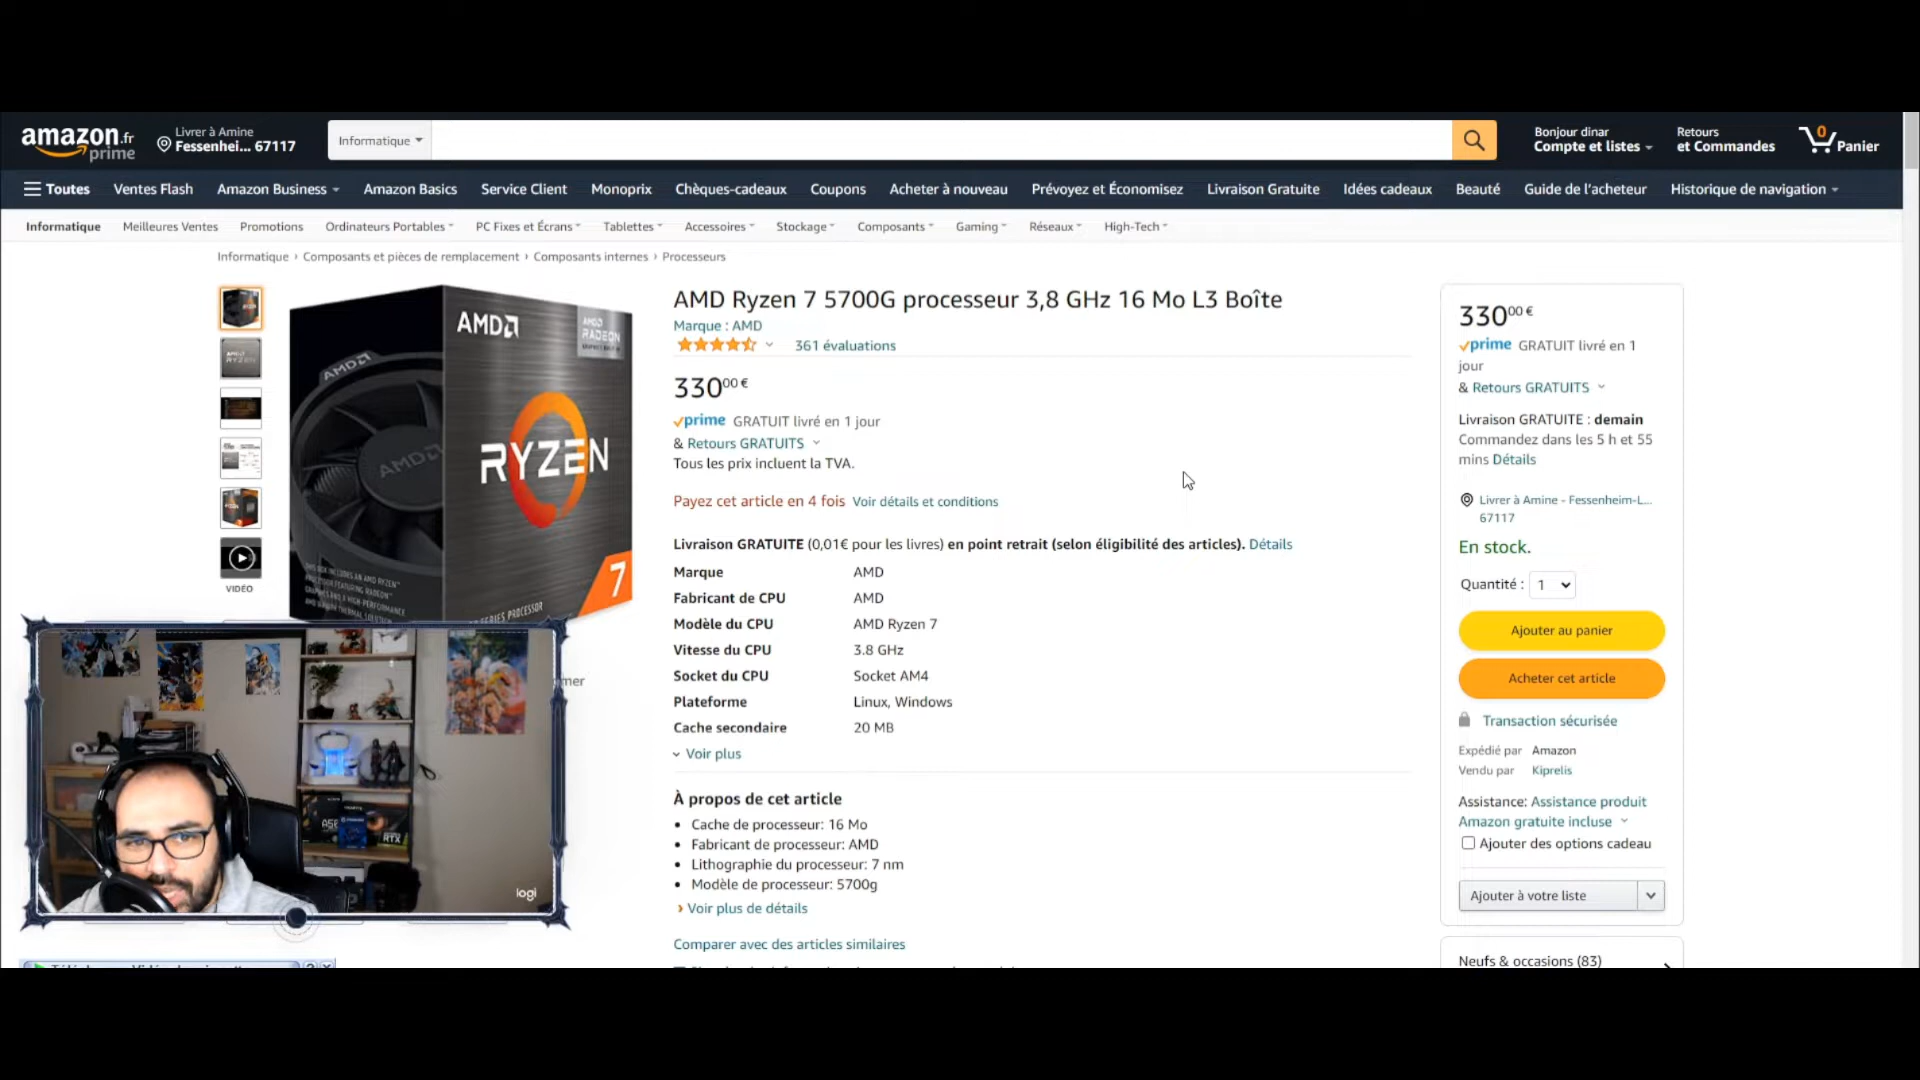 amazon.fr
prime
Livrer à Amine
Fessenhei... 67117
Informatique
Bonjour dinar
Compte et listes
Retours
et Commandes
0
Panier
Toutes
Ventes Flash
Amazon Business
Amazon Basics
Service Client
Monoprix
Chèques-cadeaux
Coupons
Acheter à nouveau
Prévoyez et Économisez
Livraison Gratuite
Idées cadeaux
Beauté
Guide de l'acheteur
Historique de navigation
Informatique
Meilleures Ventes
Promotions
Ordinateurs Portables
PC Fixes et Écrans
Tablettes
Accessoires
Stockage
Composants
Gaming
Réseaux
High-Tech
Informatique › Composants et pièces de remplacement › Composants internes › Processeurs
AMD
AMD
RADEON
AMD
AMD
RYZEN
7
VIDÉO
AMD Ryzen 7 5700G processeur 3,8 GHz 16 Mo L3 Boîte
Marque : AMD
361 évaluations
33000 €
prime GRATUIT livré en 1 jour
& Retours GRATUITS
Tous les prix incluent la TVA.
Payez cet article en 4 fois Voir détails et conditions
Livraison GRATUITE (0,01€ pour les livres) en point retrait (selon éligibilité des articles). Détails
Marque AMD
Fabricant de CPU AMD
Modèle du CPU AMD Ryzen 7
Vitesse du CPU 3.8 GHz
Socket du CPU Socket AM4
Plateforme Linux, Windows
Cache secondaire 20 MB
Voir plus
À propos de cet article
• Cache de processeur: 16 Mo
• Fabricant de processeur: AMD
• Lithographie du processeur: 7 nm
• Modèle de processeur: 5700g
› Voir plus de détails
Comparer avec des articles similaires
33000 €
prime GRATUIT livré en 1
jour
& Retours GRATUITS
Livraison GRATUITE : demain
Commandez dans les 5 h et 55
mins Détails
Livrer à Amine - Fessenheim-L...
67117
En stock.
Quantité : 1
Ajouter au panier
Acheter cet article
Transaction sécurisée
Expédié par Amazon
Vendu par Kiprelis
Assistance: Assistance produit
Amazon gratuite incluse
Ajouter des options cadeau
Ajouter à votre liste
Neufs & occasions (83)
mer
RTX
logi